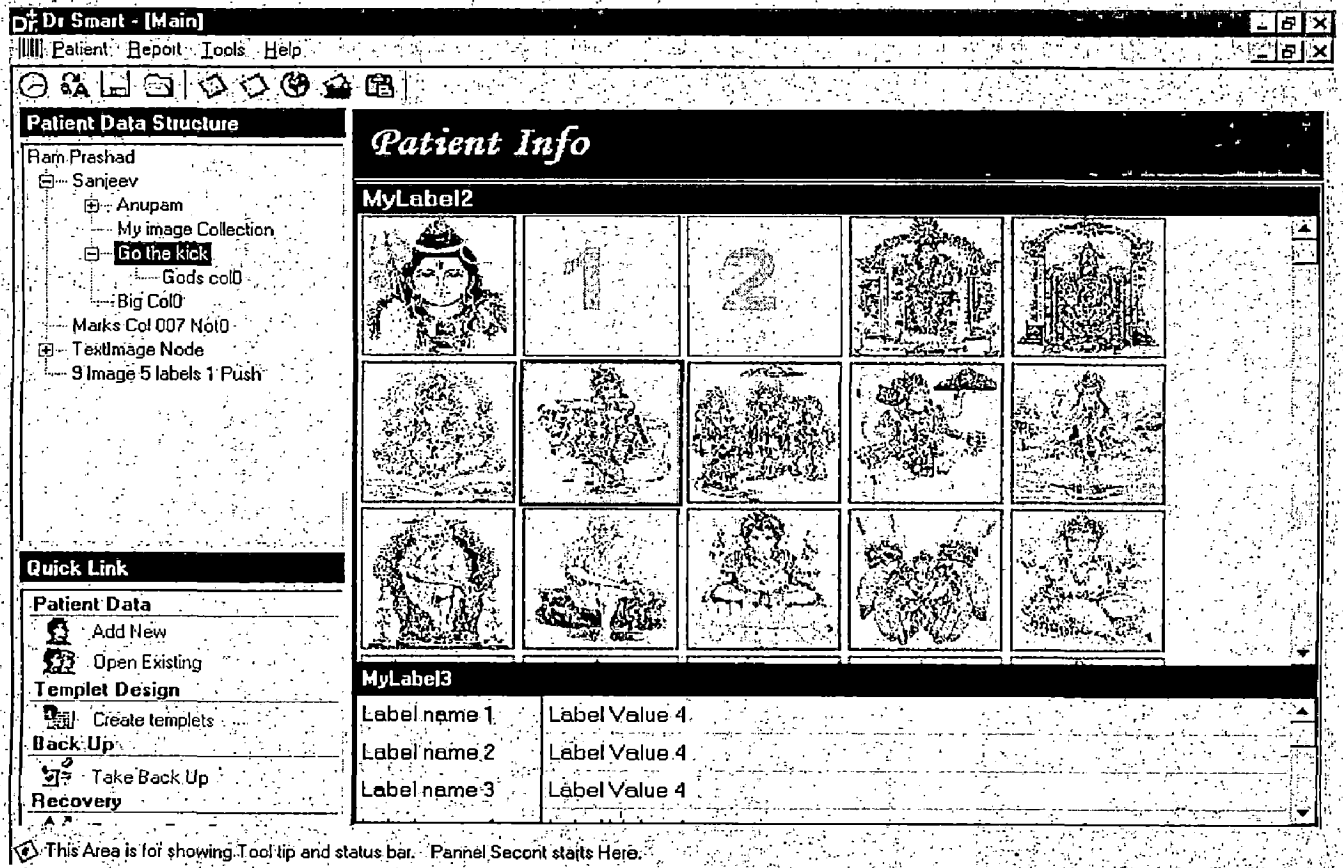 Dr. Dr Smart - [Main]
Patient Report Tools Help
Patient Data Structure
Ram Prashad
Sanjeev
Anupam
My image Collection
Go the kick
Gods col0
Big Col0
Marks Col 007 Not0
TextImage Node
9 Image 5 labels 1 Push
Quick Link
Patient Data
Add New
Open Existing
Templet Design
Create templets
Back Up
Take Back Up
Recovery
Patient Info
MyLabel2
1
2
MyLabel3
Label name 1 Label Value 4
Label name 2 Label Value 4
Label name 3 Label Value 4
This Area is for showing Tool tip and status bar. Pannel Secont starts Here.